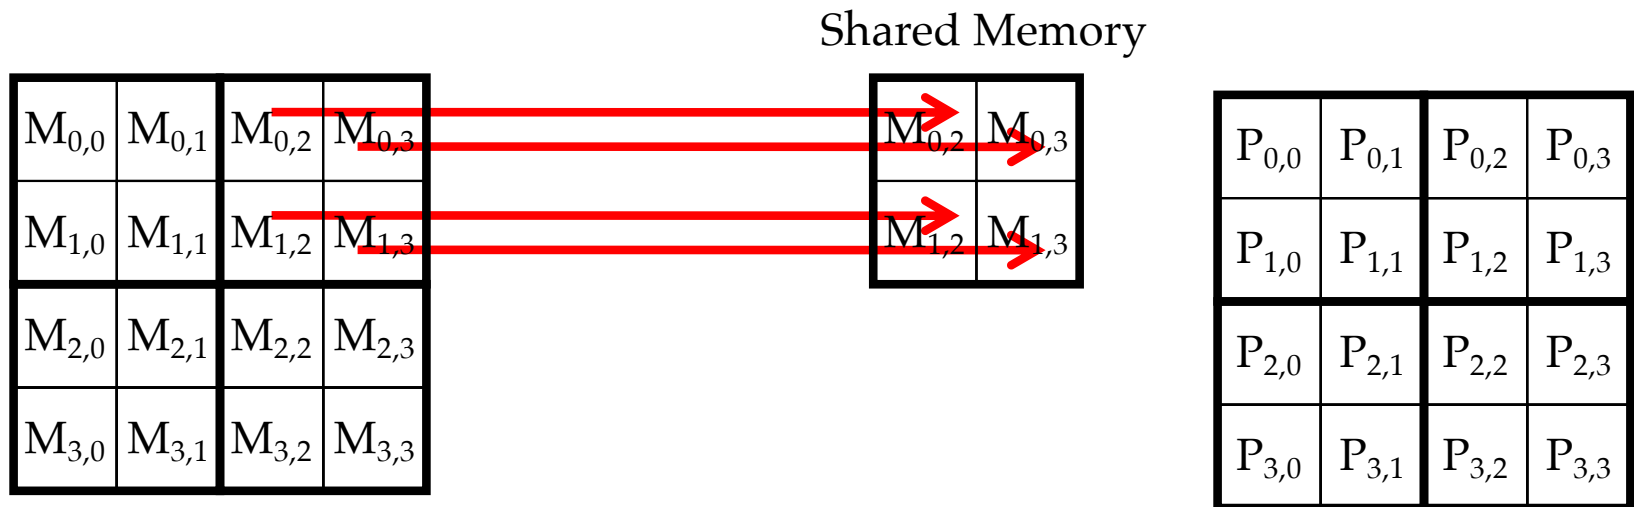 Shared Memory
M0,0 M0,1 M0,2 M0,3
M1,0 M1,1 M1,2 M1,3
M2,0 M2,1 M2,2 M2,3
M3,0 M3,1 M3,2 M3,3
M0,2 M0,3
M1,2 M1,3
P0,0 P0,1 P0,2 P0,3
P1,0 P1,1 P1,2 P1,3
P2,0 P2,1 P2,2 P2,3
P3,0 P3,1 P3,2 P3,3